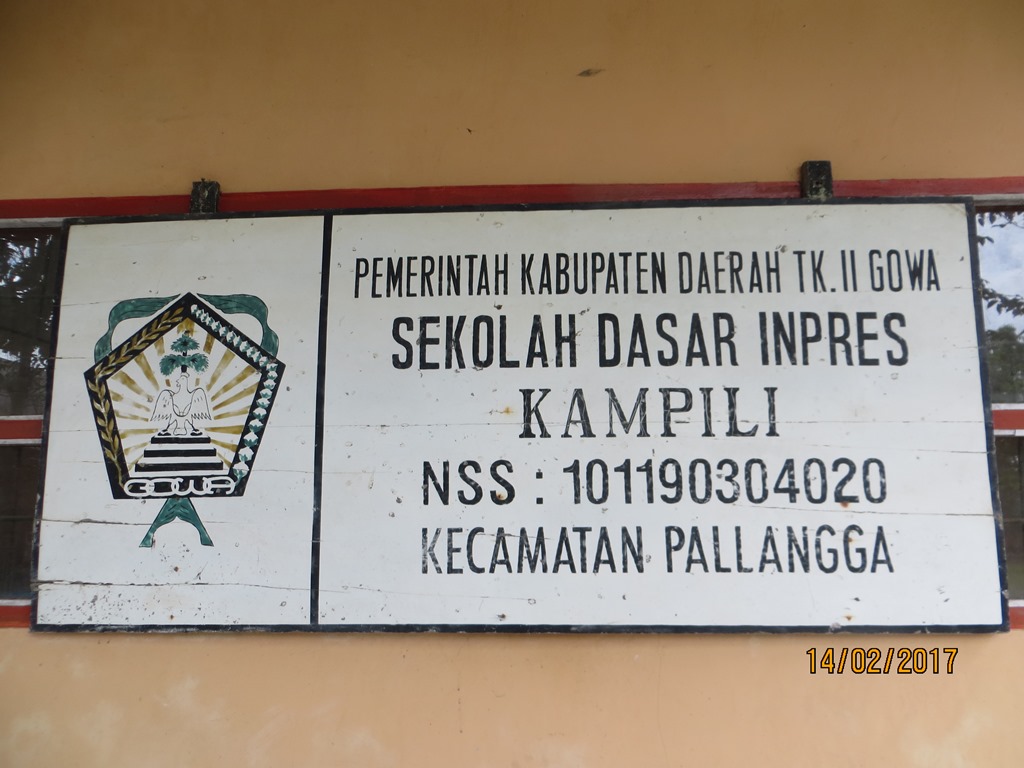 GOWA
PEMERINTAH KABUPATEN DAERAH TK. II GOWA
SEKOLAH DASAR INPRES
KAMPILI
NSS : 101190304020
KECAMATAN PALLANGGA
14/02/2017